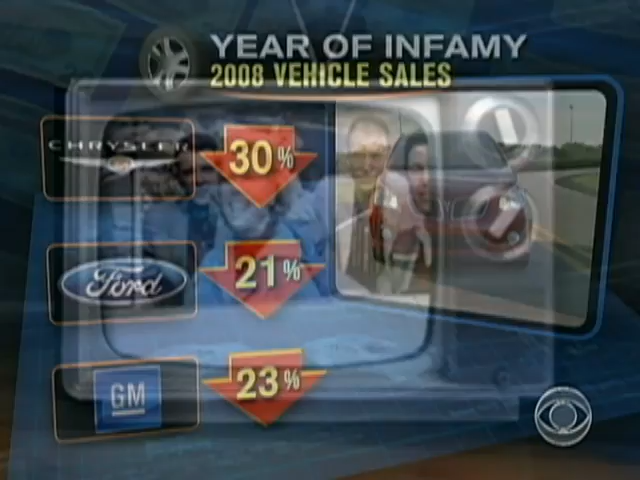 YEAR OF INFAMY
2008 VEHICLE SALES
CHRYSLER
30%
Ford
21%
GM
23%